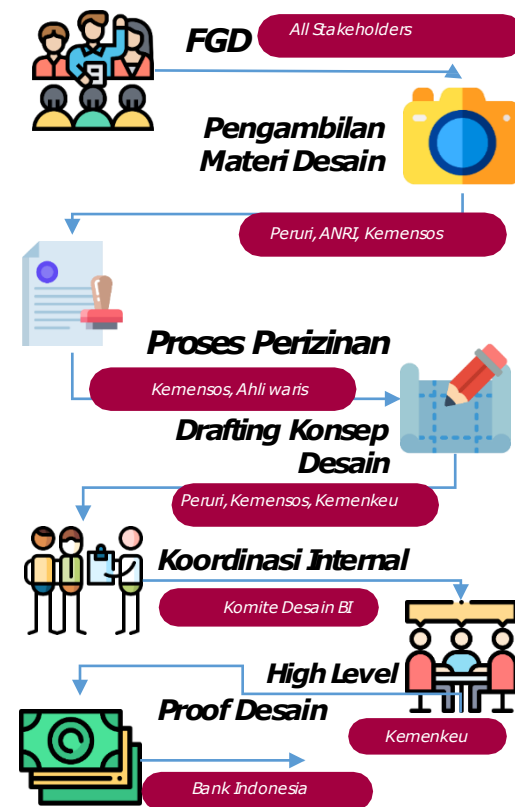 FGD
All Stakeholders
Pengambilan
Materi Desain
Peruri, ANRI, Kemensos
Proses Perizinan
Kemensos, Ahli waris
Drafting Konsep
Desain
Peruri, Kemensos, Kemenkeu
Koordinasi Internal
Komite Desain BI
High Level
Kemenkeu
Proof Desain
Bank Indonesia